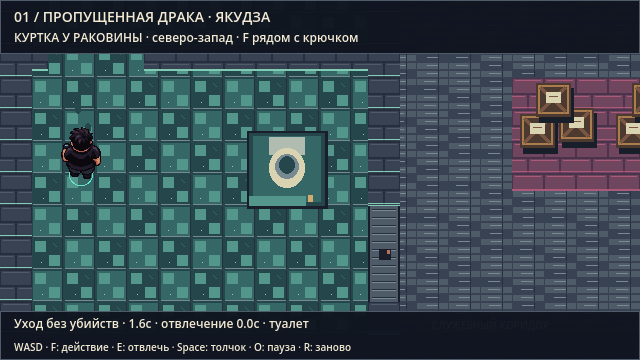 01 / ПРОПУЩЕННАЯ ДРАКА · ЯКУДЗА
КУРТКА У РАКОВИНЫ · северо-запад · F рядом с крючком
Уход без убийств · 1.6с · отвлечение 0.0с · туалет
WASD · F: действие · E: отвлечь · Space: толчок · O: пауза · R: заново